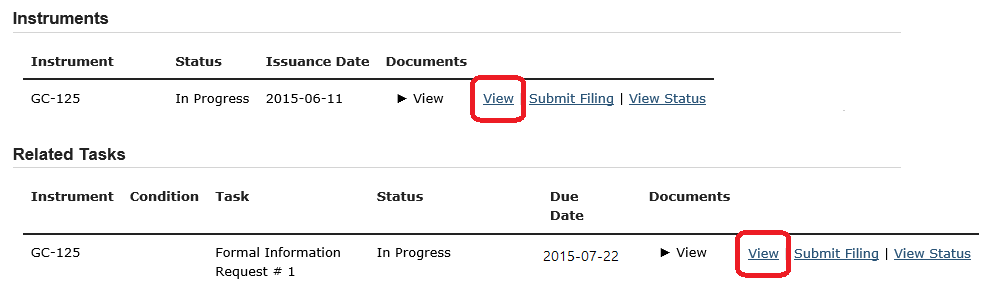 Instruments
Instrument Status Issuance Date Documents
GC-125 In Progress 2015-06-11 ► View View Submit Filing | View Status
Related Tasks
Instrument Condition Task Status Due Documents
Date
GC-125 Formal Information In Progress 2015-07-22 ► View View Submit Filing | View Status
Request # 1